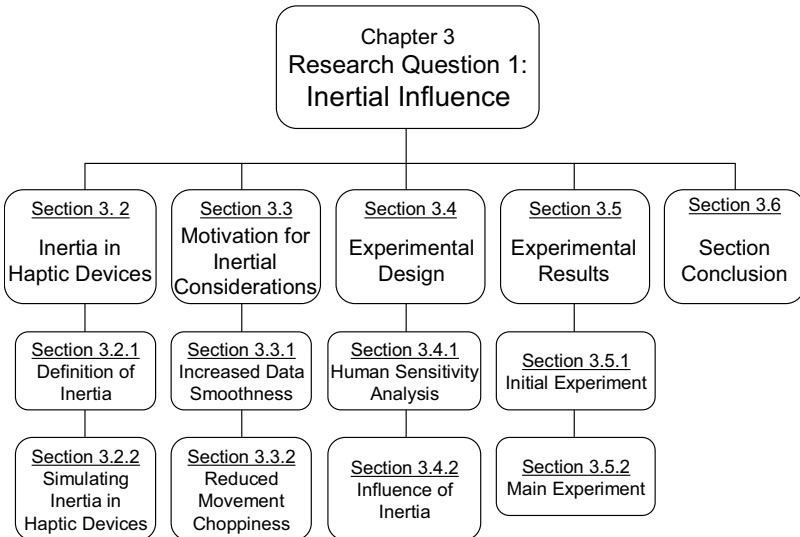 Chapter 3
Research Question 1:
Inertial Influence
Section 3. 2
Inertia in
Haptic Devices
Section 3.3
Motivation for
Inertial
Considerations
Section 3.4
Experimental
Design
Section 3.5
Experimental
Results
Section 3.6
Section
Conclusion
Section 3.2.1
Definition of
Inertia
Section 3.3.1
Increased Data
Smoothness
Section 3.4.1
Human Sensitivity
Analysis
Section 3.5.1
Initial Experiment
Section 3.2.2
Simulating
Inertia in
Haptic Devices
Section 3.3.2
Reduced
Movement
Choppiness
Section 3.4.2
Influence of
Inertia
Section 3.5.2
Main Experiment